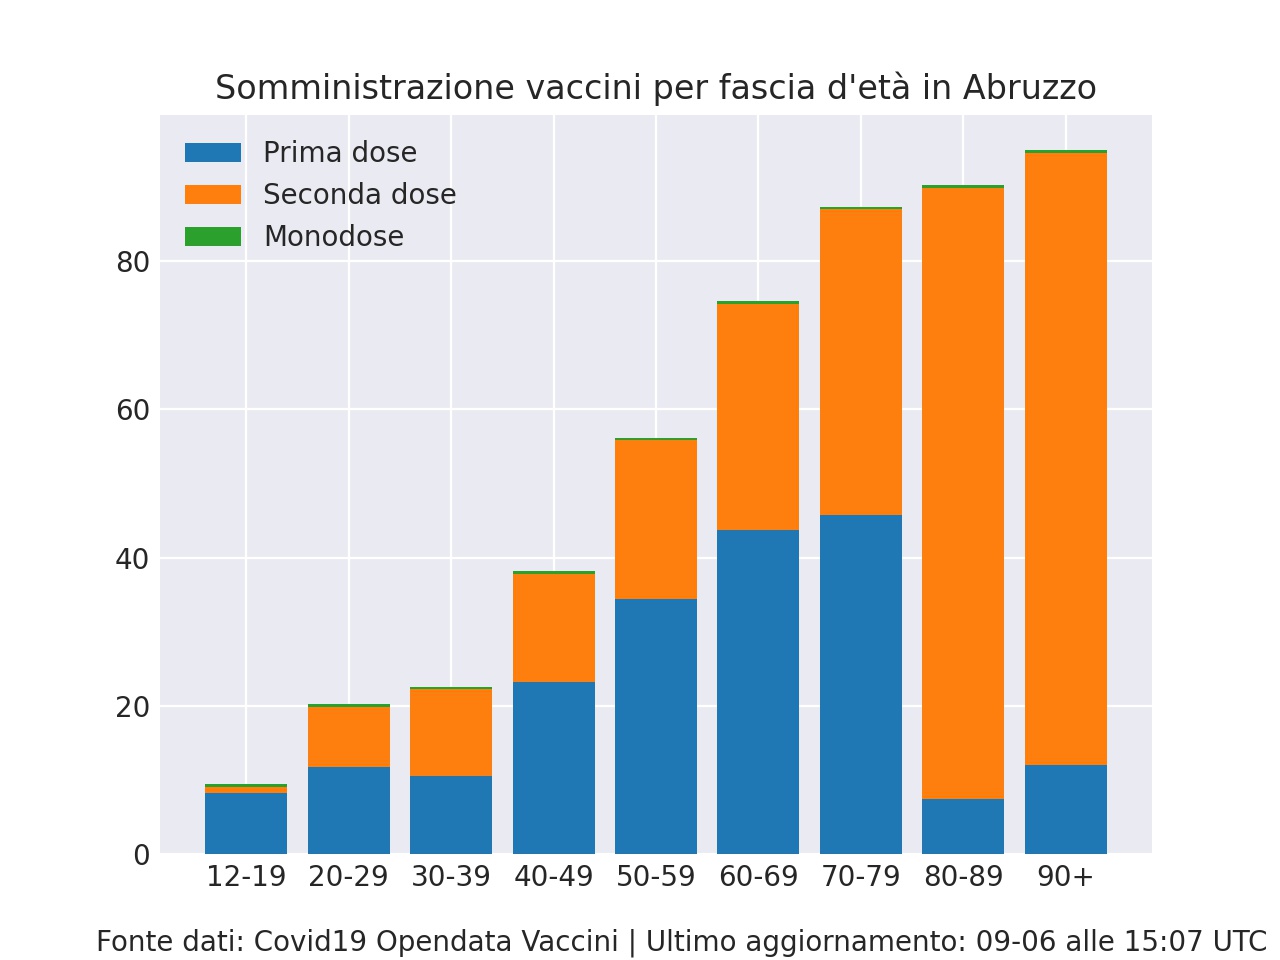 Somministrazione vaccini per fascia d'età in Abruzzo
Prima dose
Seconda dose
Monodose
80
60
40
20
0
12-19 20-29 30-39 40-49 50-59 60-69 70-79 80-89 90+
Fonte dati: Covid19 Opendata Vaccini | Ultimo aggiornamento: 09-06 alle 15:07 UTC